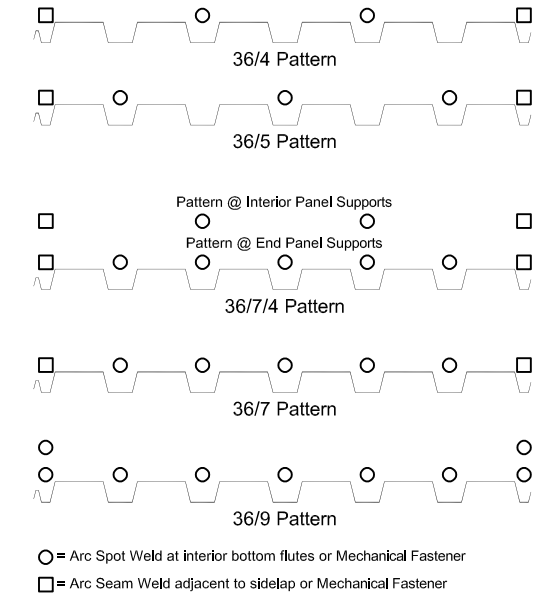 36/4 Pattern
36/5 Pattern
Pattern @ Interior Panel Supports
Pattern @ End Panel Supports
36/7/4 Pattern
36/7 Pattern
36/9 Pattern
= Arc Spot Weld at interior bottom flutes or Mechanical Fastener
= Arc Seam Weld adjacent to sidelap or Mechanical Fastener